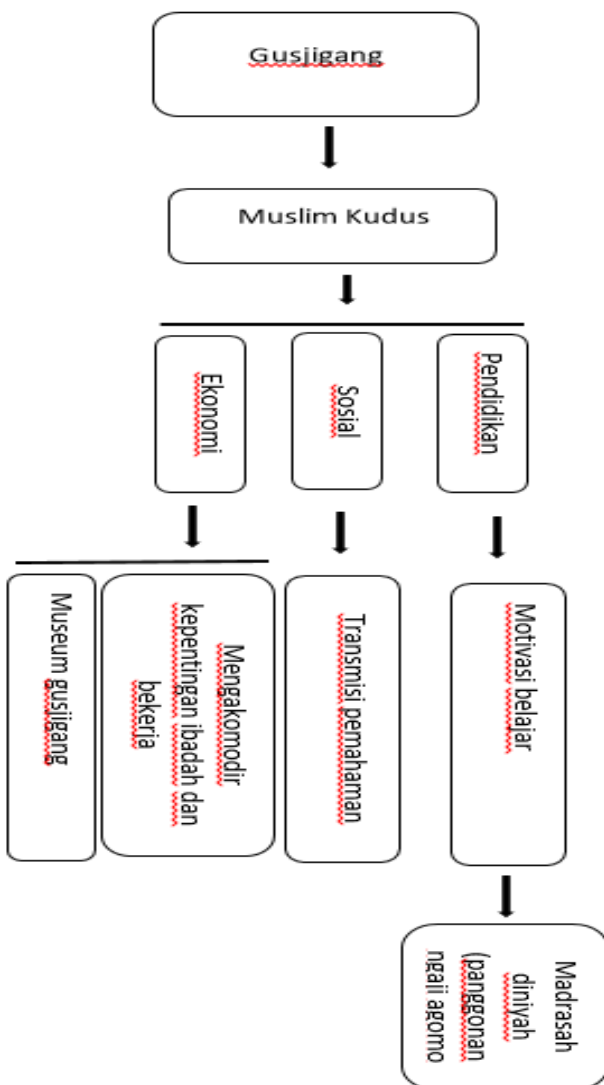 Gusjigang
Muslim Kudus
Ekonomi
Sosial
Pendidikan
Museum gusjigang
Mengakomodir
kepentingan ibadah dan
bekerja
Transmisi pemahaman
Motivasi belajar
Madrasah
diniyah
(panggonan
ngaji agomo